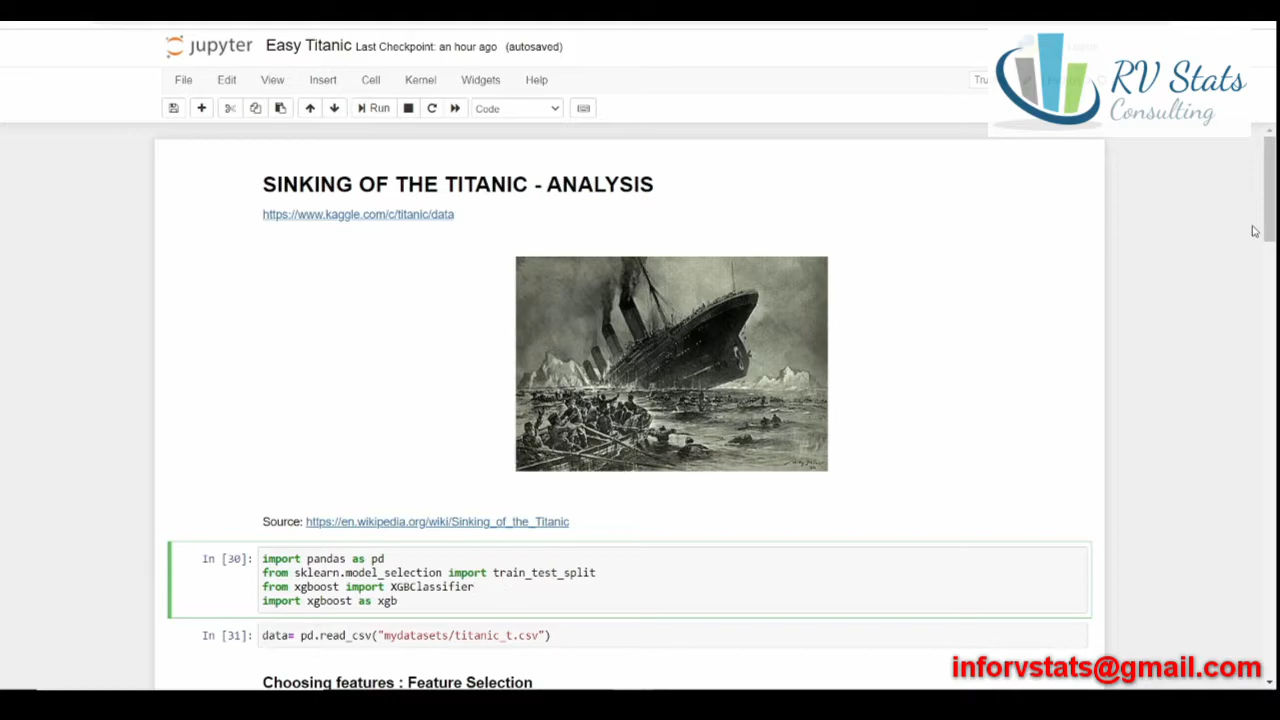 jupyter Easy Titanic Last Checkpoint: an hour ago (autosaved)
RV Stats
Consulting
File Edit View Insert Cell Kernel Widgets Help
Run Code
SINKING OF THE TITANIC - ANALYSIS
https://www.kaggle.com/c/titanic/data
Source: https://en.wikipedia.org/wiki/Sinking_of_the_Titanic
In [30]: import pandas as pd
from sklearn.model_selection import train_test_split
from xgboost import XGBClassifier
import xgboost as xgb
In [31]: data= pd.read_csv("mydatasets/titanic_t.csv")
inforvstats@gmail.com
Choosing features : Feature Selection